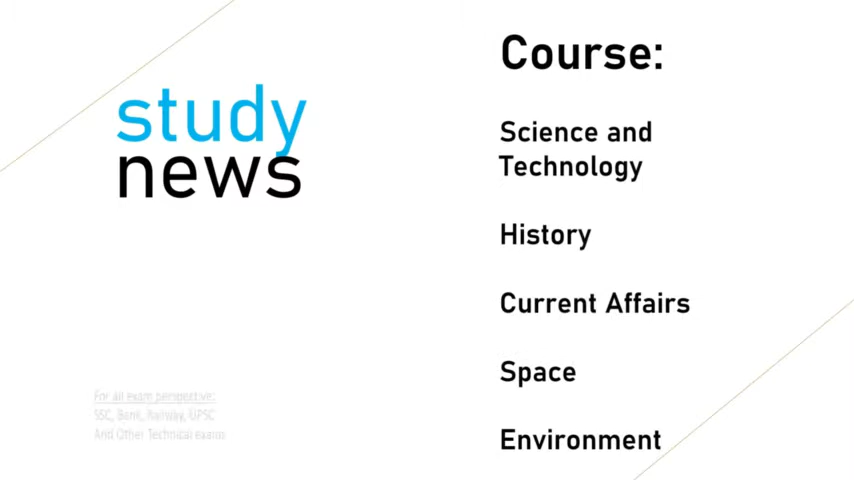 study
news
For all exam perspective:
SSC, Bank, Railway, UPSC
And Other Technical exams
Course:
Science and
Technology
History
Current Affairs
Space
Environment